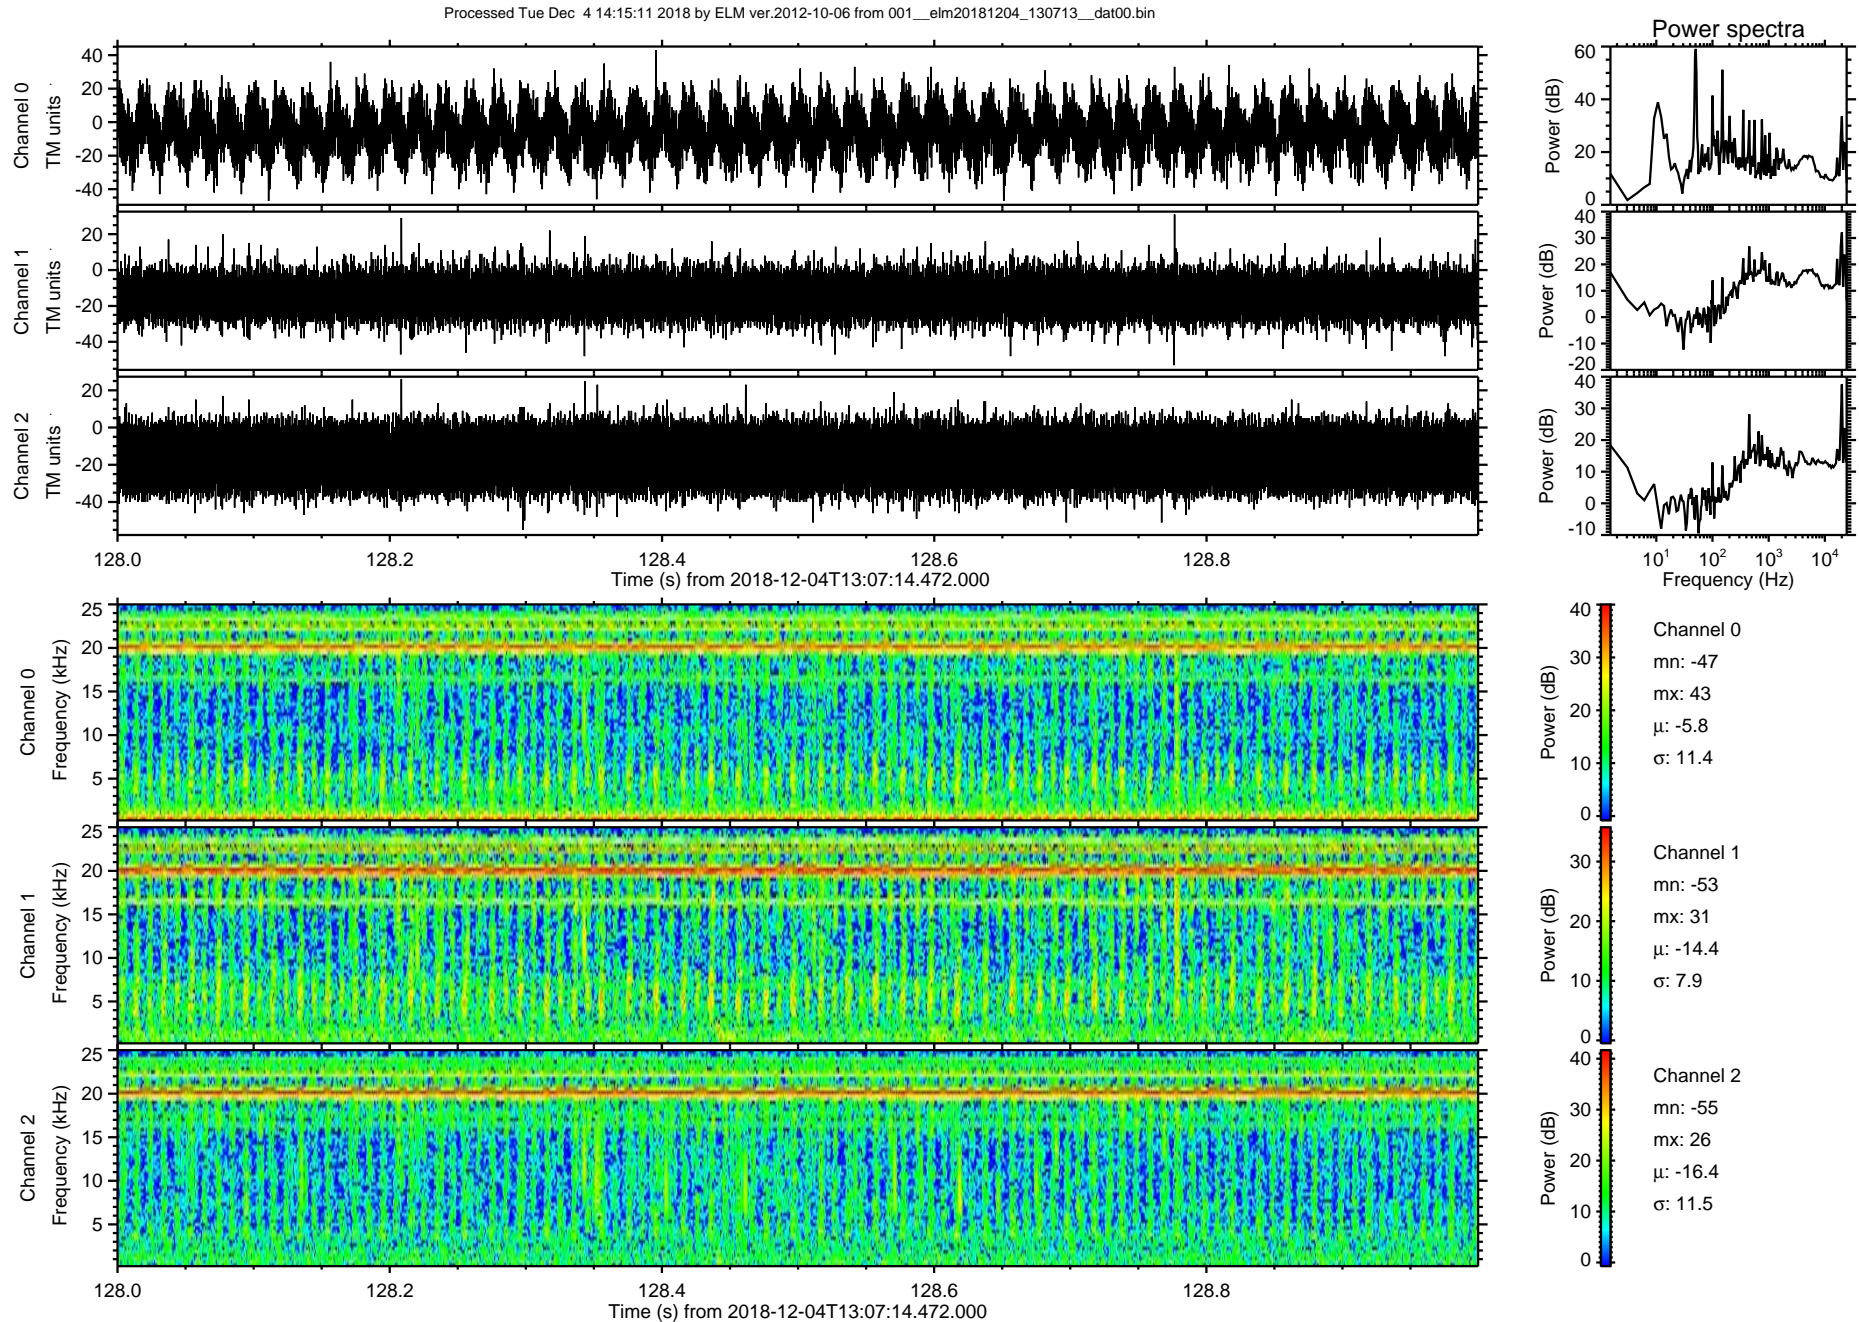 Processed Tue Dec  4 14:15:11 2018 by ELM ver.2012-10-06 from 001__elm20181204_130713__dat00.bin
Power spectra
Channel 0
TM units
40
20
0
-20
-40
Power (dB)
60
40
20
0
Channel 1
TM units
20
0
-20
-40
Power (dB)
40
30
20
10
0
-10
-20
Channel 2
TM units
20
0
-20
-40
Power (dB)
40
30
20
10
0
-10
128.0 128.2 128.4 128.6 128.8
Time (s) from 2018-12-04T13:07:14.472.000
10^1 10^2 10^3 10^4
Frequency (Hz)
Channel 0
Frequency (kHz)
25
20
15
10
5
Power (dB)
40
30
20
10
0
Channel 0
mn: -47
mx: 43
μ: -5.8
σ: 11.4
Channel 1
Frequency (kHz)
25
20
15
10
5
Power (dB)
30
20
10
0
Channel 1
mn: -53
mx: 31
μ: -14.4
σ: 7.9
Channel 2
Frequency (kHz)
25
20
15
10
5
Power (dB)
40
30
20
10
0
Channel 2
mn: -55
mx: 26
μ: -16.4
σ: 11.5
128.0 128.2 128.4 128.6 128.8
Time (s) from 2018-12-04T13:07:14.472.000